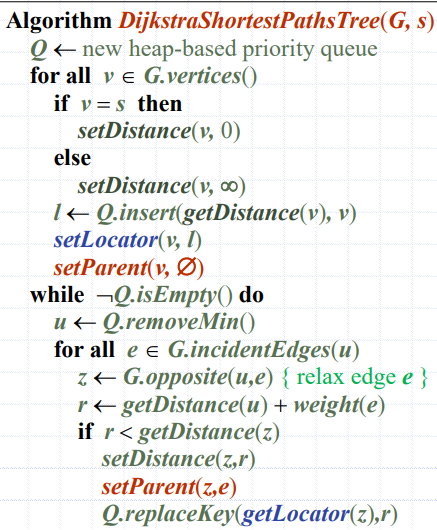 Algorithm DijkstraShortestPathsTree(G, s)
Q ← new heap-based priority queue
for all v ∈ G.vertices()
if v = s then
setDistance(v, 0)
else
setDistance(v, ∞)
l ← Q.insert(getDistance(v), v)
setLocator(v, l)
setParent(v, ∅)
while ¬Q.isEmpty() do
u ← Q.removeMin()
for all e ∈ G.incidentEdges(u)
z ← G.opposite(u,e) { relax edge e }
r ← getDistance(u) + weight(e)
if r < getDistance(z)
setDistance(z,r)
setParent(z,e)
Q.replaceKey(getLocator(z),r)